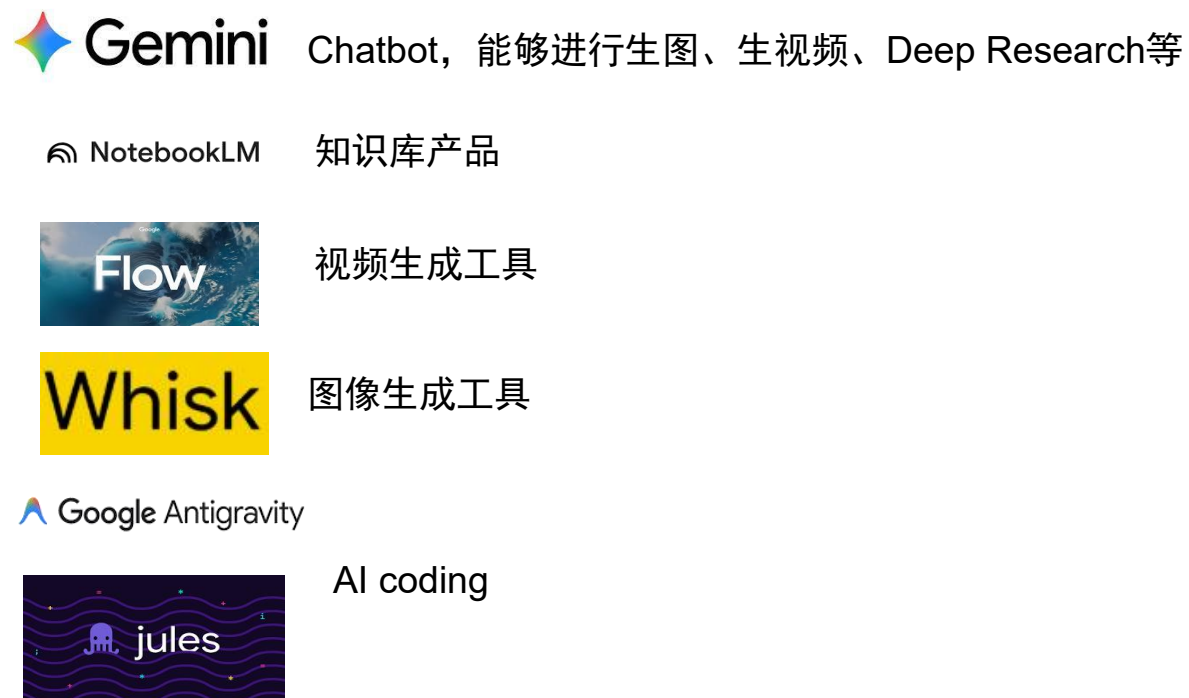 Gemini Chatbot，能够进行生图、生视频、Deep Research等
NotebookLM 知识库产品
Google
Flow 视频生成工具
Whisk 图像生成工具
Google Antigravity
AI coding
jules